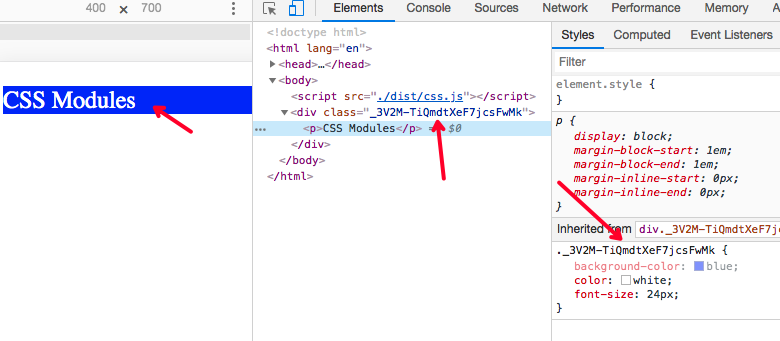 400 × 700
CSS Modules
Elements Console Sources Network Performance Memory
<!doctype html>
<html lang="en">
<head>…</head>
<body>
<script src="./dist/css.js"></script>
<div class="_3V2M-TiQmdtXeF7jcsFwMk">
… <p>CSS Modules</p> == $0
</div>
</body>
</html>
Styles Computed Event Listeners
Filter
element.style {
}
p {
display: block;
margin-block-start: 1em;
margin-block-end: 1em;
margin-inline-start: 0px;
margin-inline-end: 0px;
}
Inherited from div._3V2M-TiQmdtXeF7j
._3V2M-TiQmdtXeF7jcsFwMk {
background-color: blue;
color: white;
font-size: 24px;
}